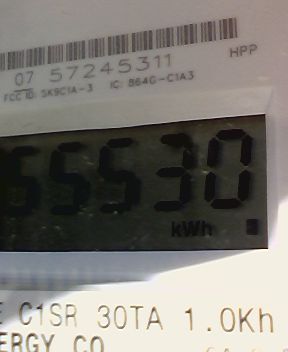 07 57245311 HPP
FCC ID: SK9C1A-3 IC: 864G-C1A3
55530
kWh
C1SR 30TA 1.0Kh
ERGY CO